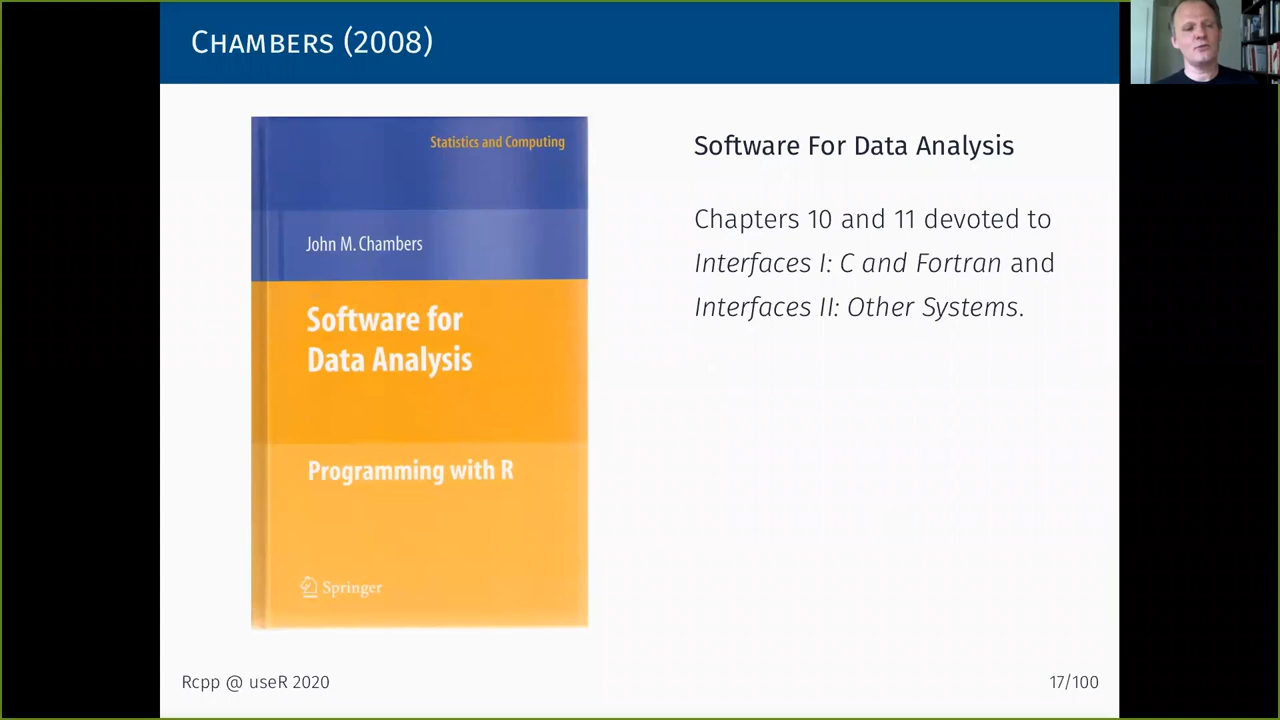 CHAMBERS (2008)
Statistics and Computing
John M. Chambers
Software for
Data Analysis
Programming with R
Springer
Software For Data Analysis
Chapters 10 and 11 devoted to
Interfaces I: C and Fortran and
Interfaces II: Other Systems.
Rcpp @ useR 2020
17/100